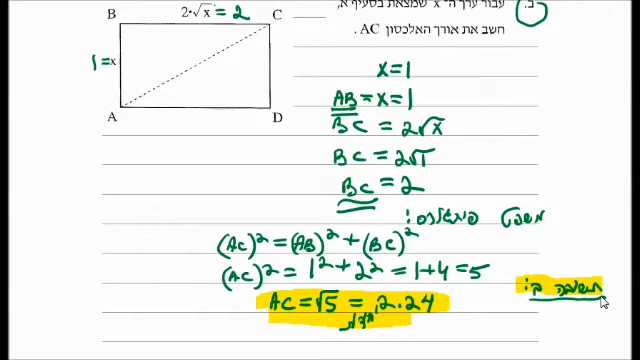 B 2·√x = 2 C
1=x
A D
ב. עבור ערך ה־ x שמצאת בסעיף א,
חשב את אורך האלכסון AC .
x=1
AB = x = 1
BC = 2√x
BC = 2√1
BC = 2
משפט פיתגורס:
(AC)² = (AB)² + (BC)²
(AC)² = 1² + 2² = 1+4 = 5
AC = √5 = 2.24
תשובה ב: